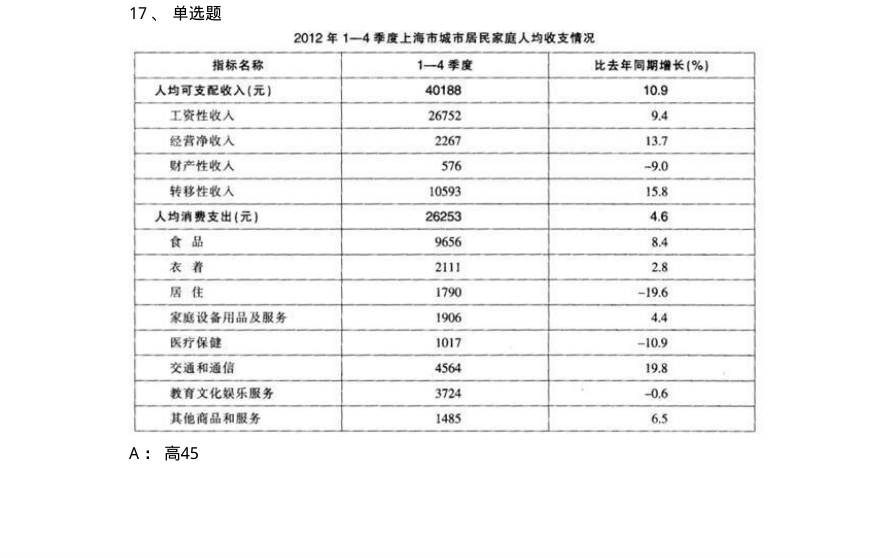 17 、 单选题
2012 年 1—4 季度上海市城市居民家庭人均收支情况
指标名称 1—4 季度 比去年同期增长(%)
人均可支配收入(元) 40188 10.9
工资性收入 26752 9.4
经营净收入 2267 13.7
财产性收入 576 -9.0
转移性收入 10593 15.8
人均消费支出(元) 26253 4.6
食 品 9656 8.4
衣 着 2111 2.8
居 住 1790 -19.6
家庭设备用品及服务 1906 4.4
医疗保健 1017 -10.9
交通和通信 4564 19.8
教育文化娱乐服务 3724 -0.6
其他商品和服务 1485 6.5
A： 高45